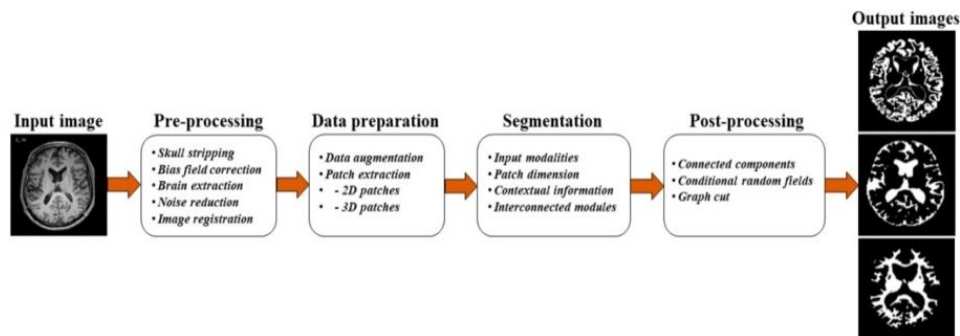 Output images
Input image
Pre-processing
• Skull stripping
• Bias field correction
• Brain extraction
• Noise reduction
• Image registration
Data preparation
• Data augmentation
• Patch extraction
• - 2D patches
• - 3D patches
Segmentation
• Input modalities
• Patch dimension
• Contextual information
• Interconnected modules
Post-processing
• Connected components
• Conditional random fields
• Graph cut